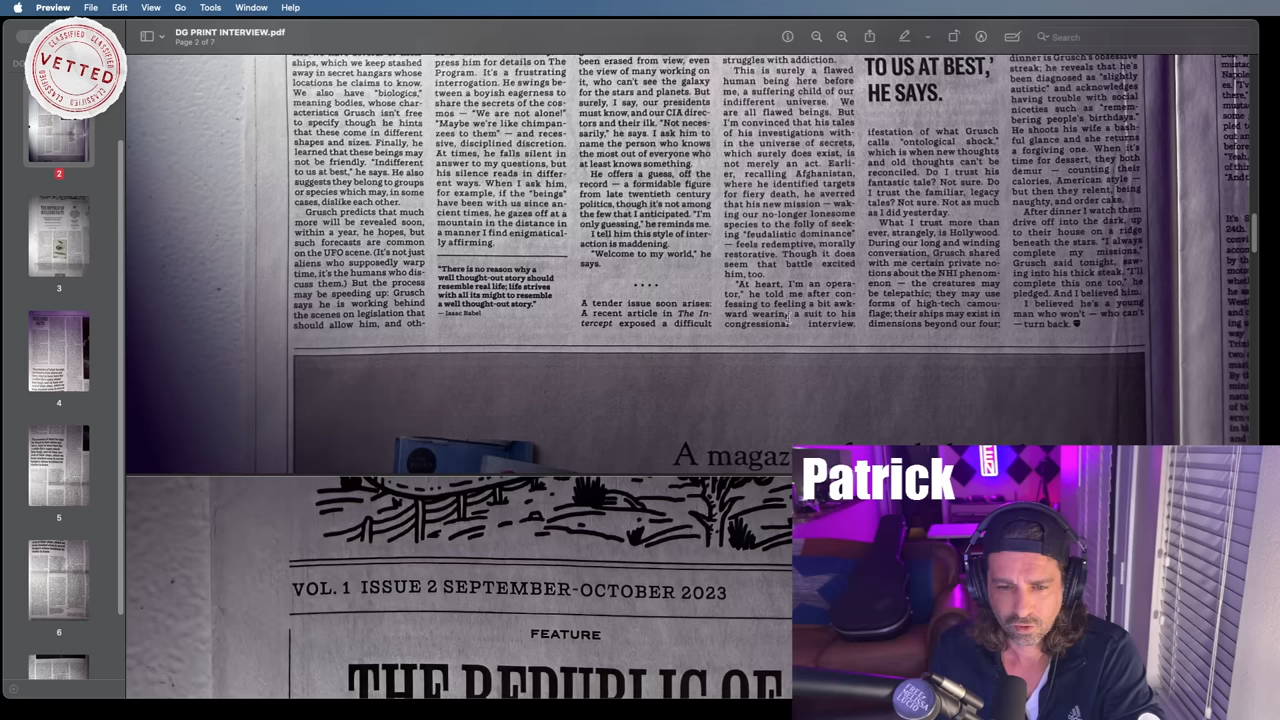 Preview File Edit View Go Tools Window Help
DG PRINT INTERVIEW.pdf
Page 2 of 7
Search
CLASSIFIED CLASSIFIED
VETTED
CLASSIFIED CLASSIFIED
2
3
4
5
6
ships, which we keep stashed
away in secret hangars whose
locations he claims to know.
We also have "biologics,"
meaning bodies, whose char-
acteristics Grusch isn't free
to specify though he hints
that these come in different
shapes and sizes. Finally, he
learned that these beings may
not be friendly. "Indifferent
to us at best," he says. He also
suggests they belong to groups
or species which may, in some
cases, dislike each other.
Grusch predicts that much
more will be revealed soon,
within a year, he hopes, but
such forecasts are common
on the UFO scene. (It's not just
aliens who supposedly warp
time, it's the humans who dis-
cuss them.) But the process
may be speeding up: Grusch
says he is working behind
the scenes on legislation that
should allow him, and oth-
press him for details on The
Program. It's a frustrating
interrogation. He swings be-
tween a boyish eagerness to
share the secrets of the cos-
mos — "We are not alone!"
"Maybe we're like chimpan-
zees to them" — and reces-
sive, disciplined discretion.
At times, he falls silent in
answer to my questions, but
his silence reads in differ-
ent ways. When I ask him,
for example, if the "beings"
have been with us since an-
cient times, he gazes off at a
mountain in the distance in
a manner I find enigmatical-
ly affirming.
"There is no reason why a
well thought-out story should
resemble real life; life strives
with all its might to resemble
a well thought-out story."
— Isaac Babel
been erased from view, even
the view of many working on
it, who can't see the galaxy
for the stars and planets. But
surely, I say, our presidents
must know, and our CIA direc-
tors and their ilk. "Not neces-
sarily," he says. I ask him to
name the person who knows
the most out of everyone who
at least knows something.
He offers a guess, off the
record — a formidable figure
from late twentieth century
politics, though it's not among
the few that I anticipated. "I'm
only guessing," he reminds me.
I tell him this style of inter-
action is maddening.
"Welcome to my world," he
says.
• • • •
A tender issue soon arises:
A recent article in The In-
tercept exposed a difficult
struggles with addiction.
This is surely a flawed
human being here before
me, a suffering child of our
indifferent universe. We
are all flawed beings. But
I'm convinced that his tales
of his investigations with-
in the universe of secrets,
which surely does exist, is
not merely an act. Earli-
er, recalling Afghanistan,
where he identified targets
for fiery death, he averred
that his new mission — wak-
ing our no-longer lonesome
species to the folly of seek-
ing "feudalistic dominance"
— feels redemptive, morally
restorative. Though it does
seem that battle excited
him, too.
"At heart, I'm an opera-
tor," he told me after con-
fessing to feeling a bit awk-
ward wearing a suit to his
congressional interview.
TO US AT BEST,'
HE SAYS.
ifestation of what Grusch
calls "ontological shock,"
which is when new thoughts
and old thoughts can't be
reconciled. Do I trust his
fantastic tale? Not sure. Do
I trust the familiar, legacy
tales? Not sure. Not as much
as I did yesterday.
What I trust more than
ever, strangely, is Hollywood.
During our long and winding
conversation, Grusch shared
with me certain private no-
tions about the NHI phenom-
enon — the creatures may
be telepathic; they may use
forms of high-tech camou-
flage; their ships may exist in
dimensions beyond our four;
dinner is Grusch's obsessive
streak; he reveals that he's
been diagnosed as "slightly
autistic" and acknowledges
having trouble with social
niceties such as "remem-
bering people's birthdays."
He shoots his wife a bash-
ful glance and she returns
a forgiving one. When it's
time for dessert, they both
demur — counting their
calories, American style —
but then they relent, being
naughty, and order cake.
After dinner I watch them
drive off into the dark, up
to their house on a ridge
beneath the stars. "I always
complete my missions,"
Grusch said tonight, saw-
ing into his thick steak. "I'll
complete this one too," he
pledged. And I believed him.
I believe he's a young
man who won't — who can't
— turn back.
A magaz
VOL. 1 ISSUE 2 SEPTEMBER-OCTOBER 2023
FEATURE
THE REPUBLIC OF
Patrick
FREE
MELISSA
LUCIO